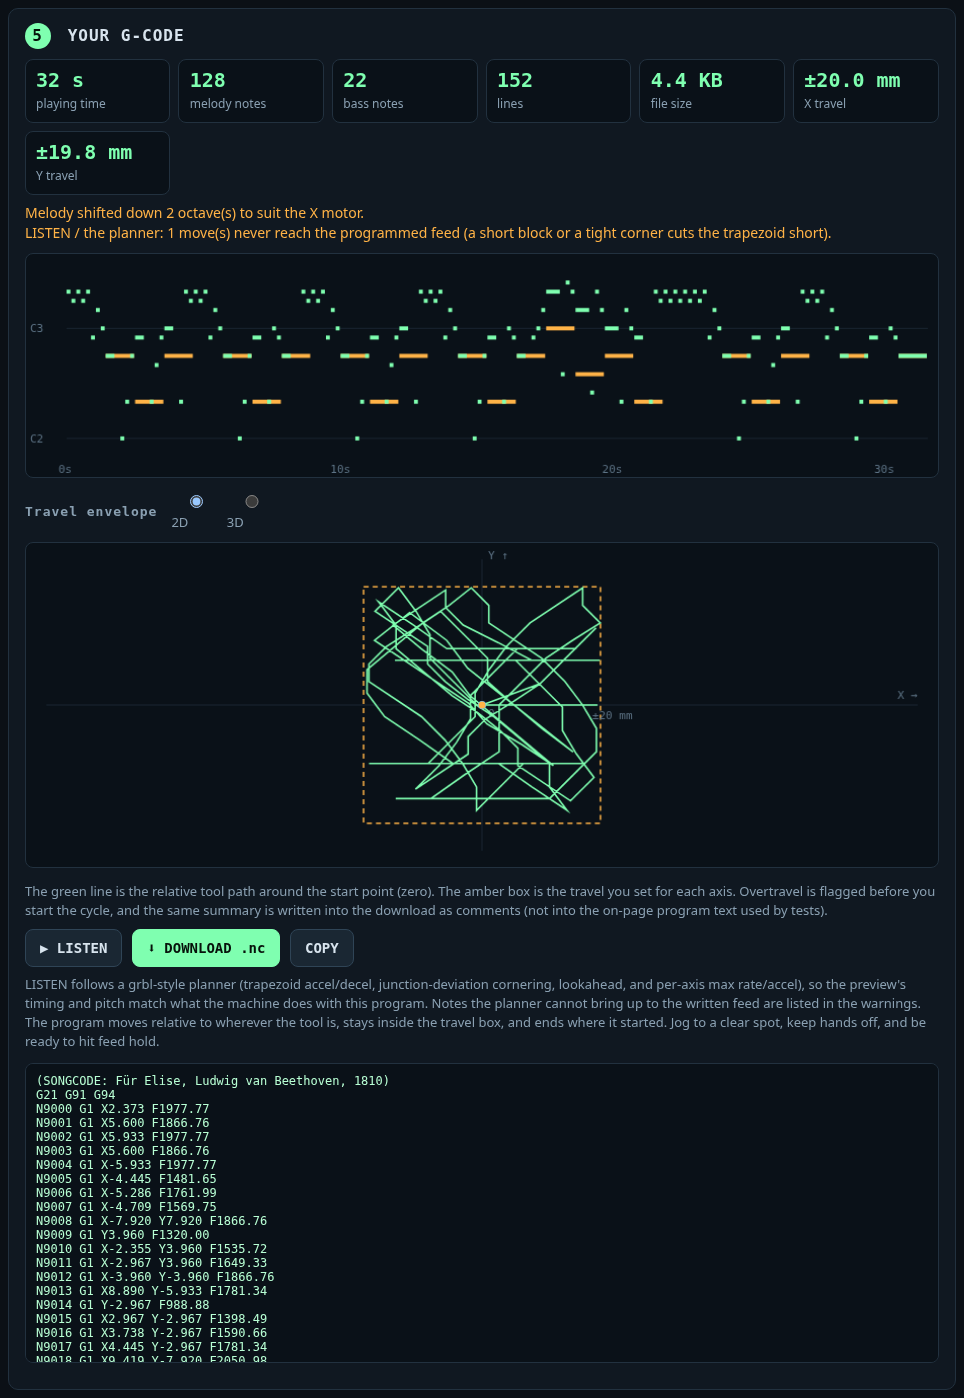 5 YOUR G-CODE
32 s
playing time
128
melody notes
22
bass notes
152
lines
4.4 KB
file size
±20.0 mm
X travel
±19.8 mm
Y travel
Melody shifted down 2 octave(s) to suit the X motor.
LISTEN / the planner: 1 move(s) never reach the programmed feed (a short block or a tight corner cuts the trapezoid short).
C3
C2
0s 10s 20s 30s
Travel envelope
2D 3D
Y ↑
X →
±20 mm
The green line is the relative tool path around the start point (zero). The amber box is the travel you set for each axis. Overtravel is flagged before you
start the cycle, and the same summary is written into the download as comments (not into the on-page program text used by tests).
▶ LISTEN
⬇ DOWNLOAD .nc
COPY
LISTEN follows a grbl-style planner (trapezoid accel/decel, junction-deviation cornering, lookahead, and per-axis max rate/accel), so the preview's
timing and pitch match what the machine does with this program. Notes the planner cannot bring up to the written feed are listed in the warnings.
The program moves relative to wherever the tool is, stays inside the travel box, and ends where it started. Jog to a clear spot, keep hands off, and be
ready to hit feed hold.
(SONGCODE: Für Elise, Ludwig van Beethoven, 1810)
G21 G91 G94
N9000 G1 X2.373 F1977.77
N9001 G1 X5.600 F1866.76
N9002 G1 X5.933 F1977.77
N9003 G1 X5.600 F1866.76
N9004 G1 X-5.933 F1977.77
N9005 G1 X-4.445 F1481.65
N9006 G1 X-5.286 F1761.99
N9007 G1 X-4.709 F1569.75
N9008 G1 X-7.920 Y7.920 F1866.76
N9009 G1 Y3.960 F1320.00
N9010 G1 X-2.355 Y3.960 F1535.72
N9011 G1 X-2.967 Y3.960 F1649.33
N9012 G1 X-3.960 Y-3.960 F1866.76
N9013 G1 X8.890 Y-5.933 F1781.34
N9014 G1 Y-2.967 F988.88
N9015 G1 X2.967 Y-2.967 F1398.49
N9016 G1 X3.738 Y-2.967 F1590.66
N9017 G1 X4.445 Y-2.967 F1781.34
N9018 G1 X9.419 Y-7.920 F2050.98